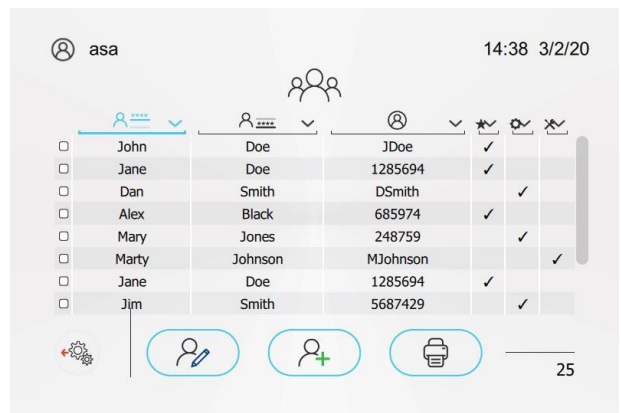 asa
14:38 3/2/20
John Doe JDoe ✓
Jane Doe 1285694 ✓
Dan Smith DSmith ✓
Alex Black 685974 ✓
Mary Jones 248759 ✓
Marty Johnson MJohnson ✓
Jane Doe 1285694 ✓
Jim Smith 5687429 ✓
25